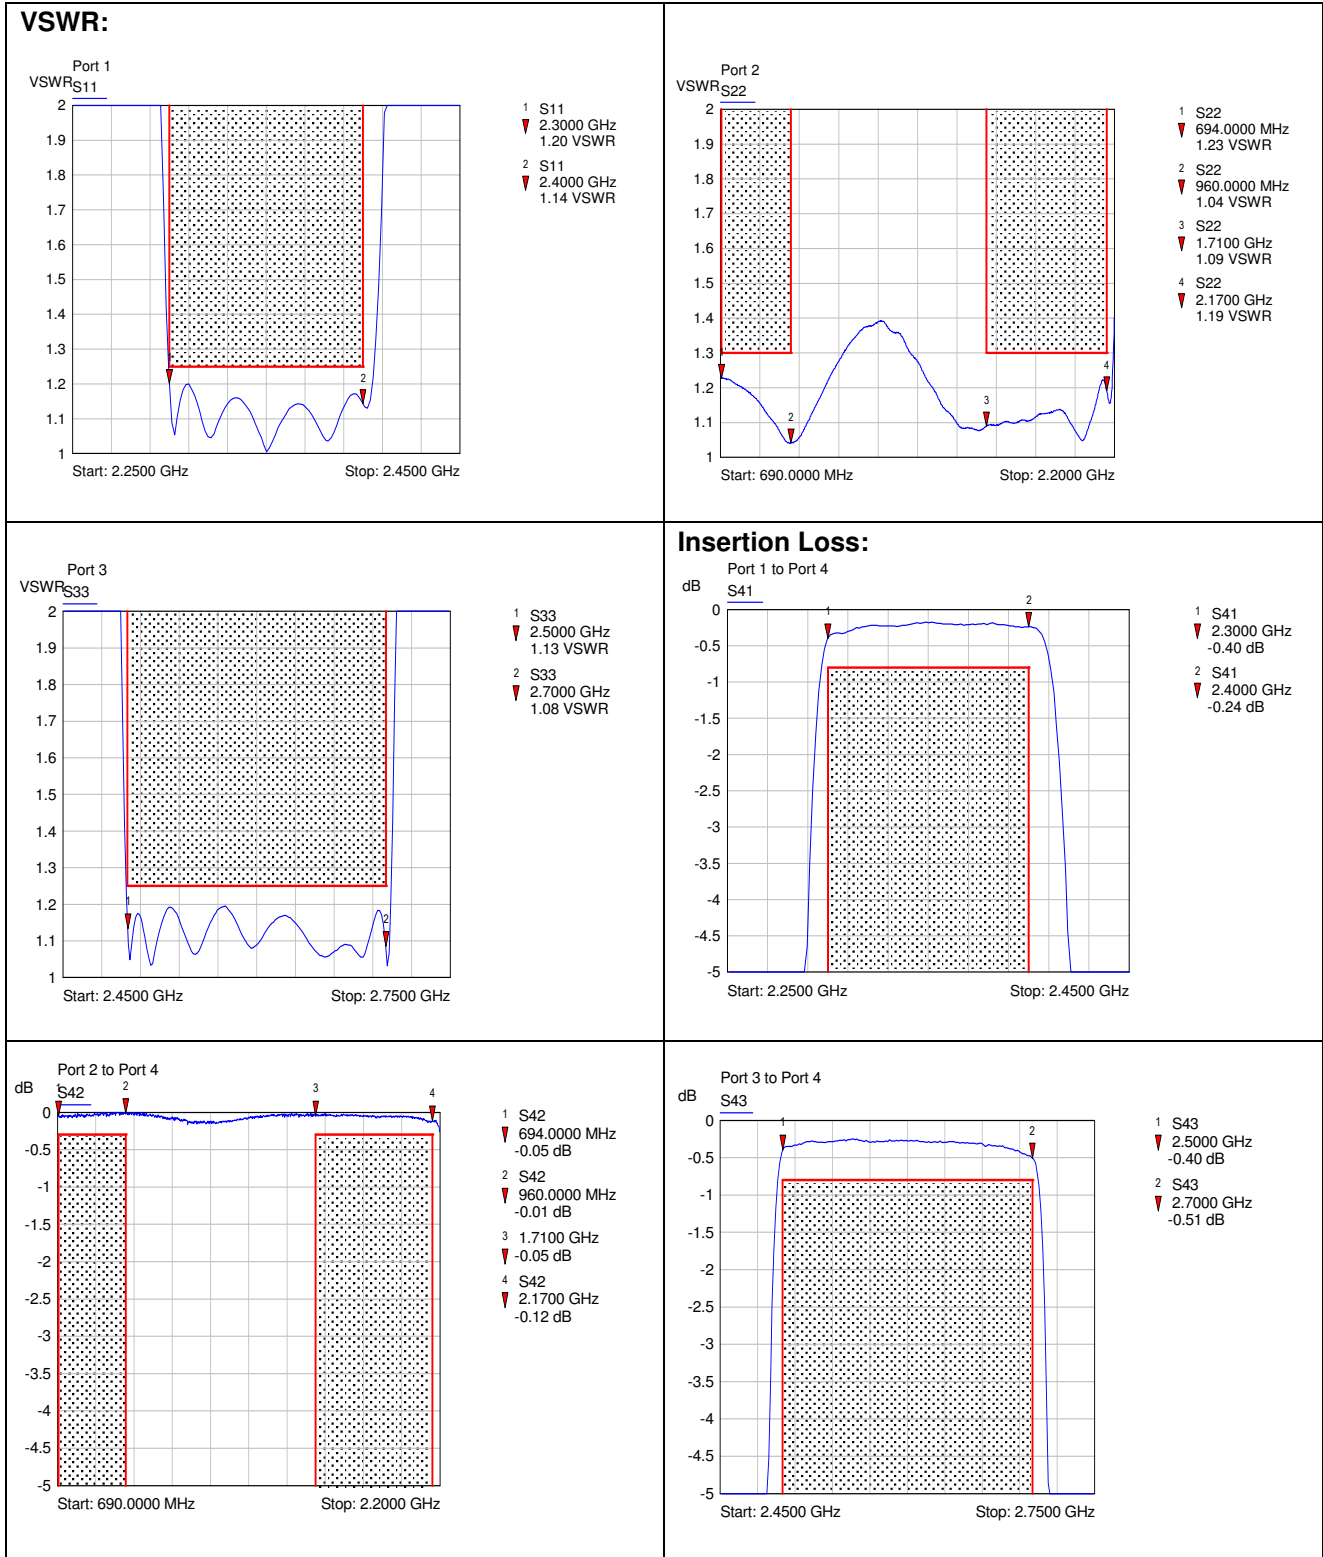 VSWR:
Port 1
VSWR
S11
2
1.9
1.8
1.7
1.6
1.5
1.4
1.3
1.2
1.1
1
2
Start: 2.2500 GHz
Stop: 2.4500 GHz
1 S11
2.3000 GHz
1.20 VSWR
2 S11
2.4000 GHz
1.14 VSWR
Port 2
VSWR
S22
2
1.9
1.8
1.7
1.6
1.5
1.4
1.3
1.2
1.1
1
2
3
4
Start: 690.0000 MHz
Stop: 2.2000 GHz
1 S22
694.0000 MHz
1.23 VSWR
2 S22
960.0000 MHz
1.04 VSWR
3 S22
1.7100 GHz
1.09 VSWR
4 S22
2.1700 GHz
1.19 VSWR
Port 3
VSWR
S33
2
1.9
1.8
1.7
1.6
1.5
1.4
1.3
1.2
1.1
1
1
2
Start: 2.4500 GHz
Stop: 2.7500 GHz
1 S33
2.5000 GHz
1.13 VSWR
2 S33
2.7000 GHz
1.08 VSWR
Insertion Loss:
Port 1 to Port 4
dB
S41
0
-0.5
-1
-1.5
-2
-2.5
-3
-3.5
-4
-4.5
-5
1
2
Start: 2.2500 GHz
Stop: 2.4500 GHz
1 S41
2.3000 GHz
-0.40 dB
2 S41
2.4000 GHz
-0.24 dB
Port 2 to Port 4
dB
S42
0
-0.5
-1
-1.5
-2
-2.5
-3
-3.5
-4
-4.5
-5
1
2
3
4
Start: 690.0000 MHz
Stop: 2.2000 GHz
1 S42
694.0000 MHz
-0.05 dB
2 S42
960.0000 MHz
-0.01 dB
3 1.7100 GHz
-0.05 dB
4 S42
2.1700 GHz
-0.12 dB
Port 3 to Port 4
dB
S43
0
-0.5
-1
-1.5
-2
-2.5
-3
-3.5
-4
-4.5
-5
1
2
Start: 2.4500 GHz
Stop: 2.7500 GHz
1 S43
2.5000 GHz
-0.40 dB
2 S43
2.7000 GHz
-0.51 dB